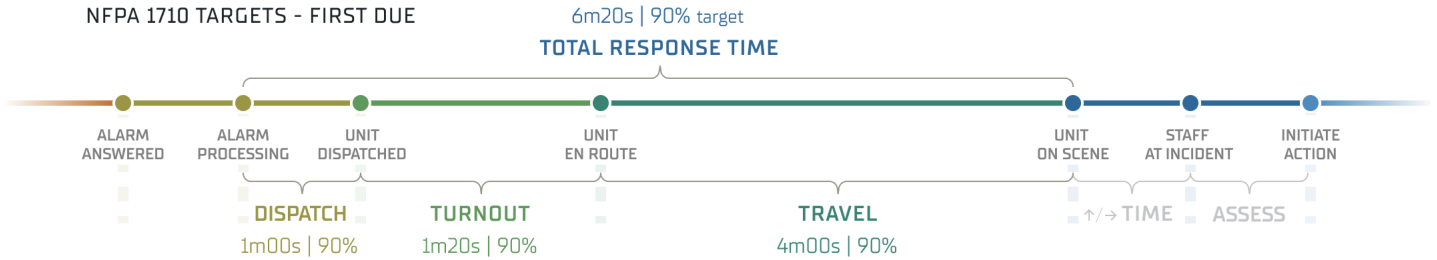 NFPA 1710 TARGETS - FIRST DUE
6m20s | 90% target
TOTAL RESPONSE TIME
ALARM
ANSWERED
ALARM
PROCESSING
UNIT
DISPATCHED
UNIT
EN ROUTE
UNIT
ON SCENE
STAFF
AT INCIDENT
INITIATE
ACTION
DISPATCH
1m00s | 90%
TURNOUT
1m20s | 90%
TRAVEL
4m00s | 90%
↑/→ TIME
ASSESS